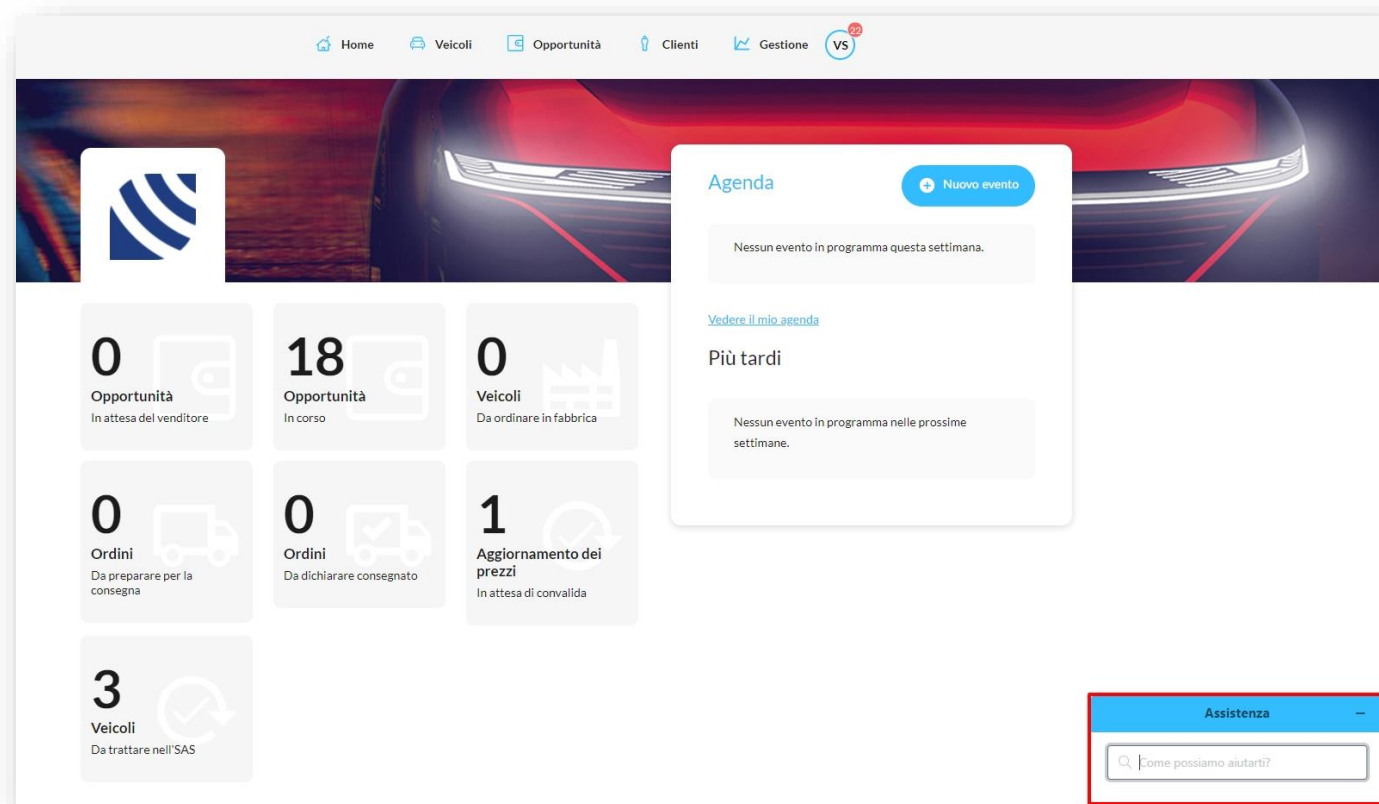 Home
Veicoli
Opportunità
Clienti
Gestione
VS
22
Agenda
Nuovo evento
Nessun evento in programma questa settimana.
Vedere il mio agenda
Più tardi
Nessun evento in programma nelle prossime
settimane.
0
Opportunità
In attesa del venditore
18
Opportunità
In corso
0
Veicoli
Da ordinare in fabbrica
0
Ordini
Da preparare per la
consegna
0
Ordini
Da dichiarare consegnato
1
Aggiornamento dei
prezzi
In attesa di convalida
3
Veicoli
Da trattare nell'SAS
Assistenza
Come possiamo aiutarti?